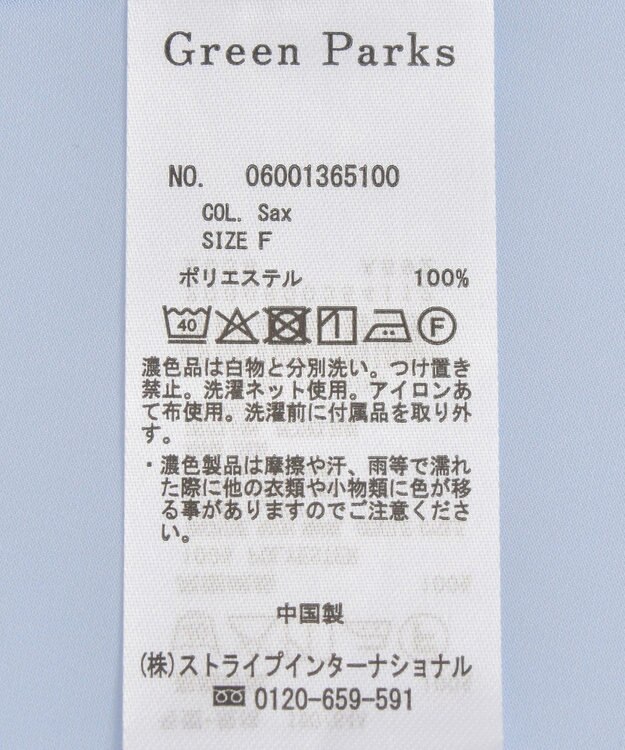 Green Parks
NO. 06001365100
COL. Sax
SIZE F
ポリエステル 100%
40 F
濃色品は白物と分別洗い。つけ置き
禁止。洗濯ネット使用。アイロンあ
て布使用。洗濯前に付属品を取り外
す。
・濃色製品は摩擦や汗、雨等で濡れ
た際に他の衣類や小物類に色が移
る事がありますのでご注意くださ
い。
中国製
(株)ストライプインターナショナル
0120-659-591